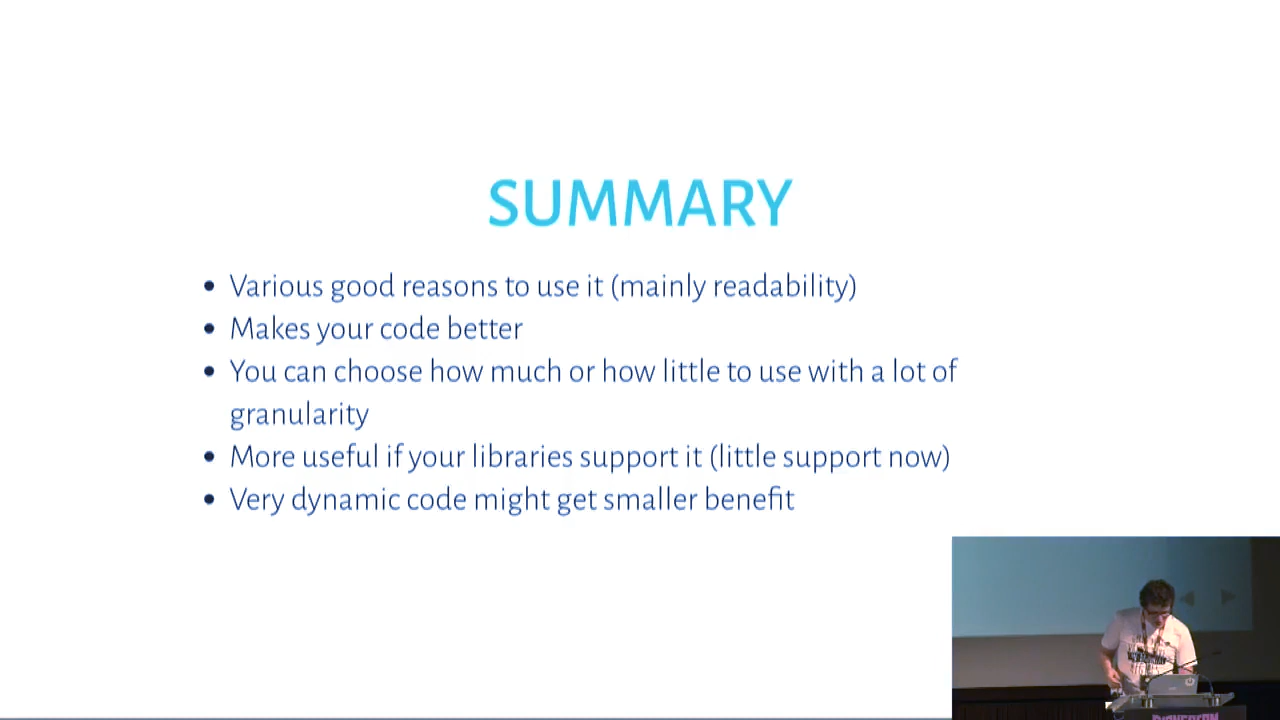 SUMMARY
Various good reasons to use it (mainly readability)
Makes your code better
You can choose how much or how little to use with a lot of
granularity
More useful if your libraries support it (little support now)
Very dynamic code might get smaller benefit